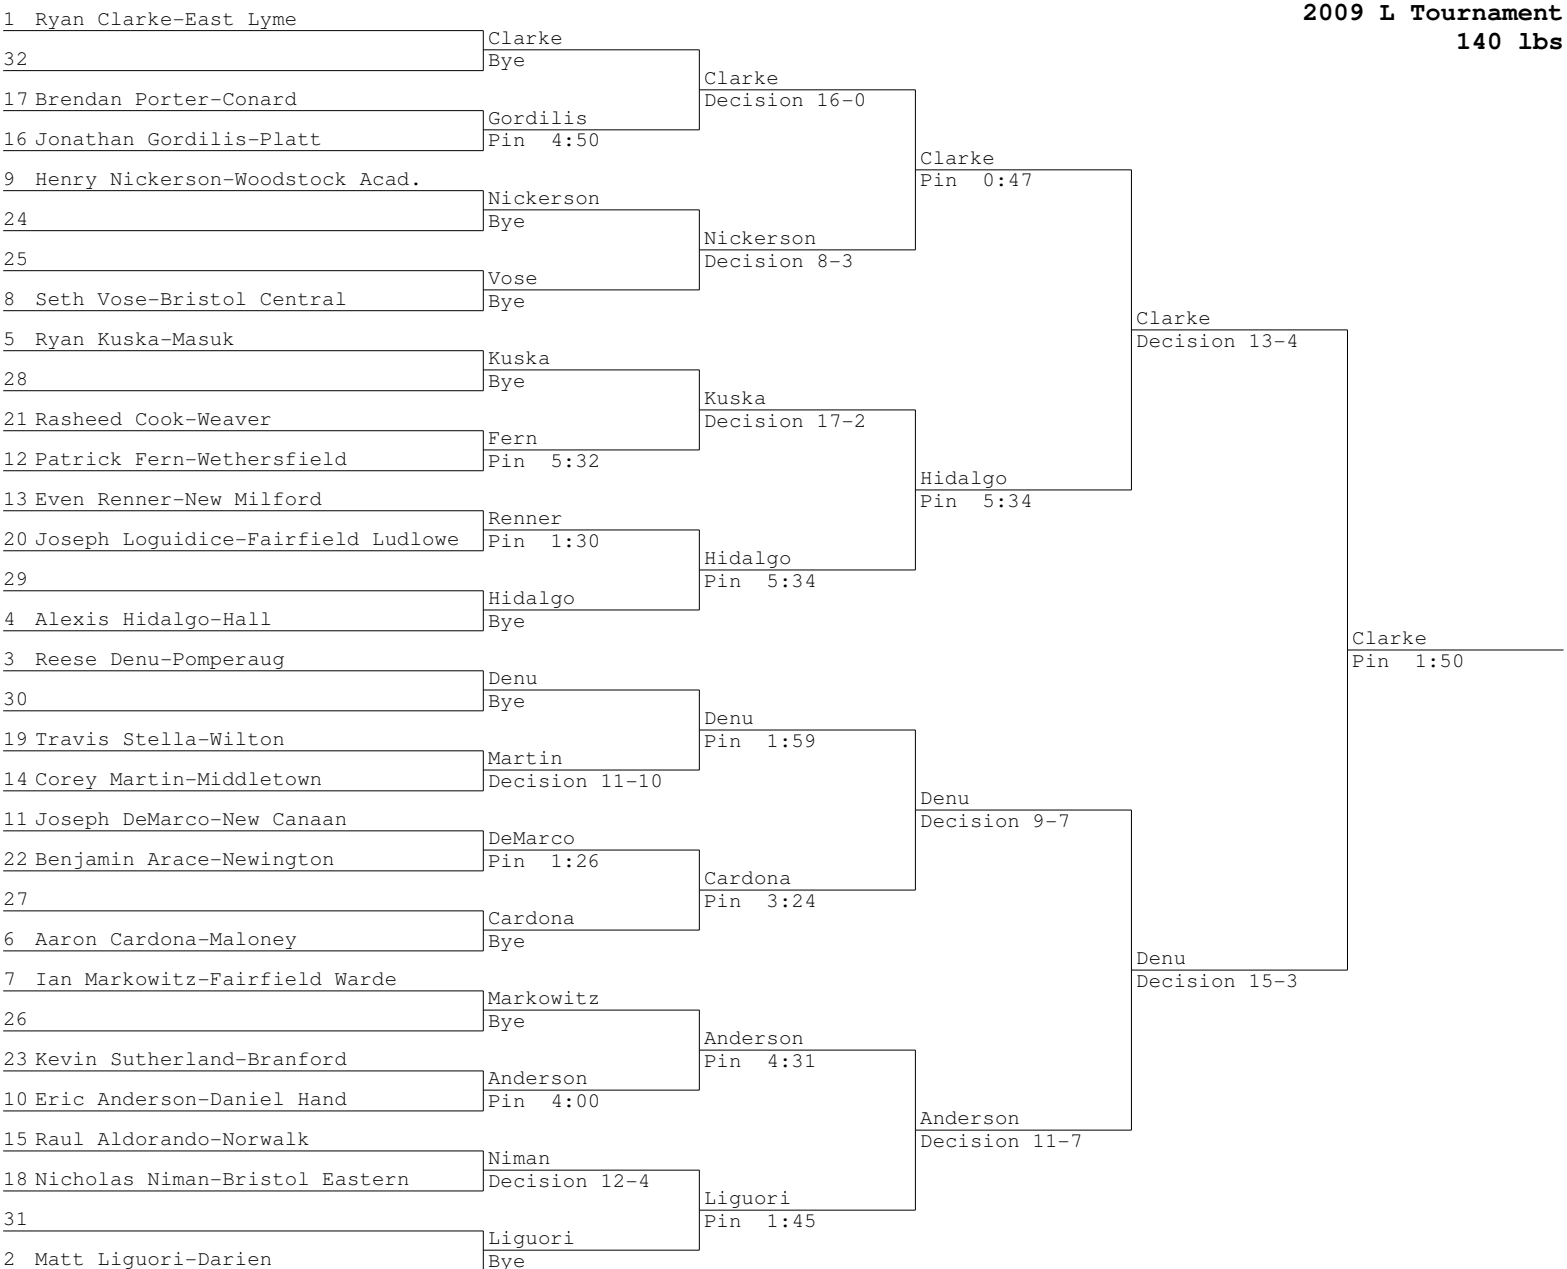 2009 L Tournament
140 lbs
1 Ryan Clarke-East Lyme
32
17 Brendan Porter-Conard
16 Jonathan Gordilis-Platt
9 Henry Nickerson-Woodstock Acad.
24
25
8 Seth Vose-Bristol Central
5 Ryan Kuska-Masuk
28
21 Rasheed Cook-Weaver
12 Patrick Fern-Wethersfield
13 Even Renner-New Milford
20 Joseph Loguidice-Fairfield Ludlowe
29
4 Alexis Hidalgo-Hall
3 Reese Denu-Pomperaug
30
19 Travis Stella-Wilton
14 Corey Martin-Middletown
11 Joseph DeMarco-New Canaan
22 Benjamin Arace-Newington
27
6 Aaron Cardona-Maloney
7 Ian Markowitz-Fairfield Warde
26
23 Kevin Sutherland-Branford
10 Eric Anderson-Daniel Hand
15 Raul Aldorando-Norwalk
18 Nicholas Niman-Bristol Eastern
31
2 Matt Liguori-Darien
Clarke
Bye
Gordilis
Pin 4:50
Nickerson
Bye
Vose
Bye
Kuska
Bye
Fern
Pin 5:32
Renner
Pin 1:30
Hidalgo
Bye
Denu
Bye
Martin
Decision 11-10
DeMarco
Pin 1:26
Cardona
Bye
Markowitz
Bye
Anderson
Pin 4:00
Niman
Decision 12-4
Liguori
Bye
Clarke
Decision 16-0
Nickerson
Decision 8-3
Kuska
Decision 17-2
Hidalgo
Pin 5:34
Denu
Pin 1:59
Cardona
Pin 3:24
Anderson
Pin 4:31
Liguori
Pin 1:45
Clarke
Pin 0:47
Hidalgo
Pin 5:34
Denu
Decision 9-7
Anderson
Decision 11-7
Clarke
Decision 13-4
Denu
Decision 15-3
Clarke
Pin 1:50